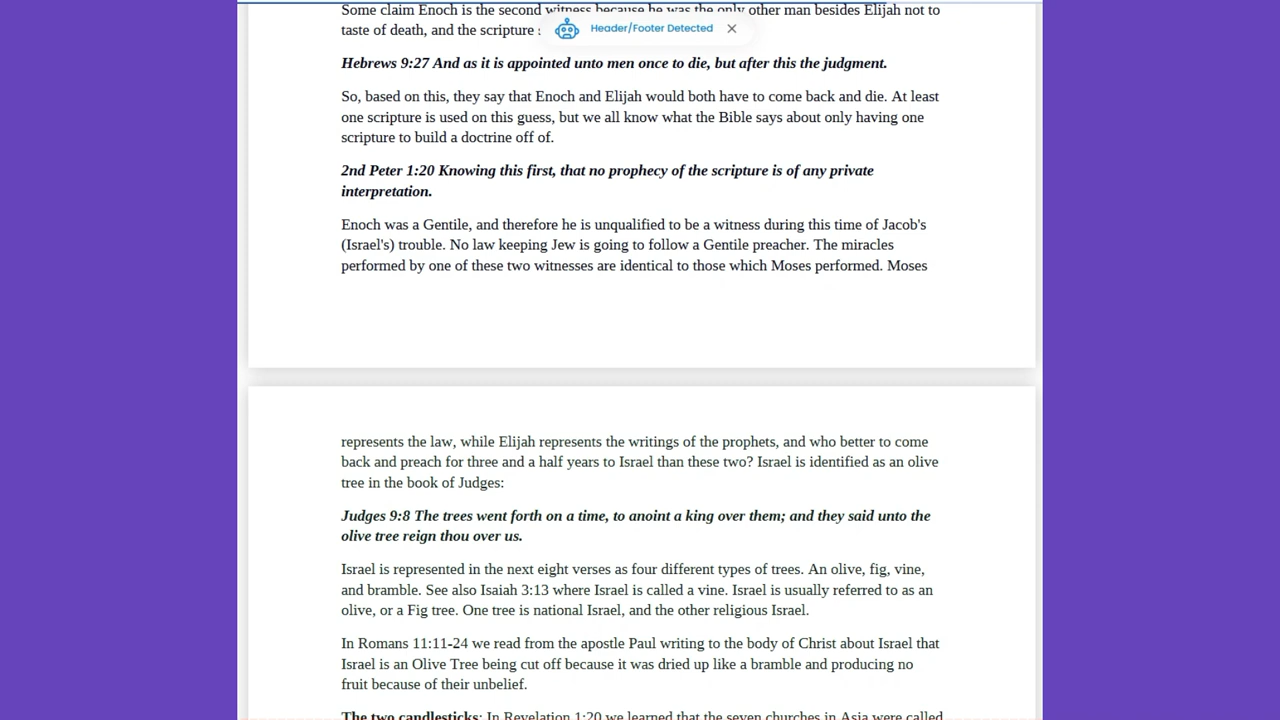 Some claim Enoch is the second witness because he was the only other man besides Elijah not to
taste of death, and the scripture
Header/Footer Detected
Hebrews 9:27 And as it is appointed unto men once to die, but after this the judgment.
So, based on this, they say that Enoch and Elijah would both have to come back and die. At least
one scripture is used on this guess, but we all know what the Bible says about only having one
scripture to build a doctrine off of.
2nd Peter 1:20 Knowing this first, that no prophecy of the scripture is of any private
interpretation.
Enoch was a Gentile, and therefore he is unqualified to be a witness during this time of Jacob's
(Israel's) trouble. No law keeping Jew is going to follow a Gentile preacher. The miracles
performed by one of these two witnesses are identical to those which Moses performed. Moses
represents the law, while Elijah represents the writings of the prophets, and who better to come
back and preach for three and a half years to Israel than these two? Israel is identified as an olive
tree in the book of Judges:
Judges 9:8 The trees went forth on a time, to anoint a king over them; and they said unto the
olive tree reign thou over us.
Israel is represented in the next eight verses as four different types of trees. An olive, fig, vine,
and bramble. See also Isaiah 3:13 where Israel is called a vine. Israel is usually referred to as an
olive, or a Fig tree. One tree is national Israel, and the other religious Israel.
In Romans 11:11-24 we read from the apostle Paul writing to the body of Christ about Israel that
Israel is an Olive Tree being cut off because it was dried up like a bramble and producing no
fruit because of their unbelief.
The two candlesticks: In Revelation 1:20 we learned that the seven churches in Asia were called